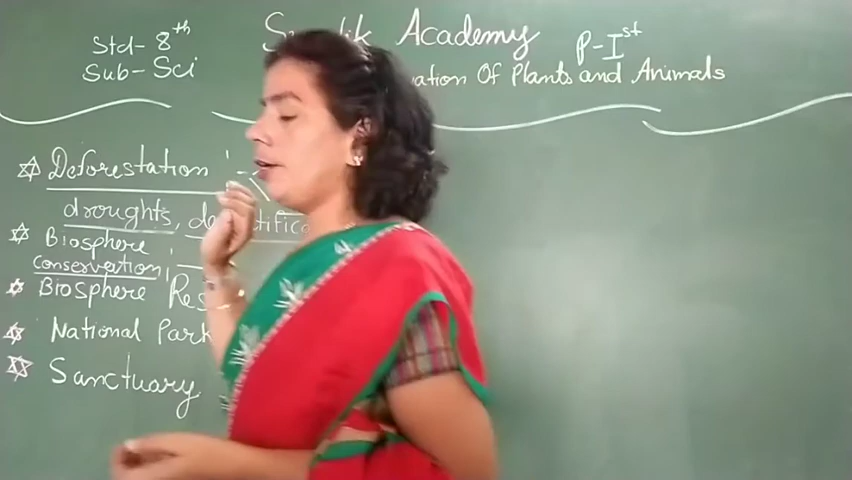 Std- 8th
Sub- Sci
Academy
P-Ist
Of Plants and Animals
Deforestation :-
droughts,
Biosphere
Conservation :
Biosphere
National Park
Sanctuary